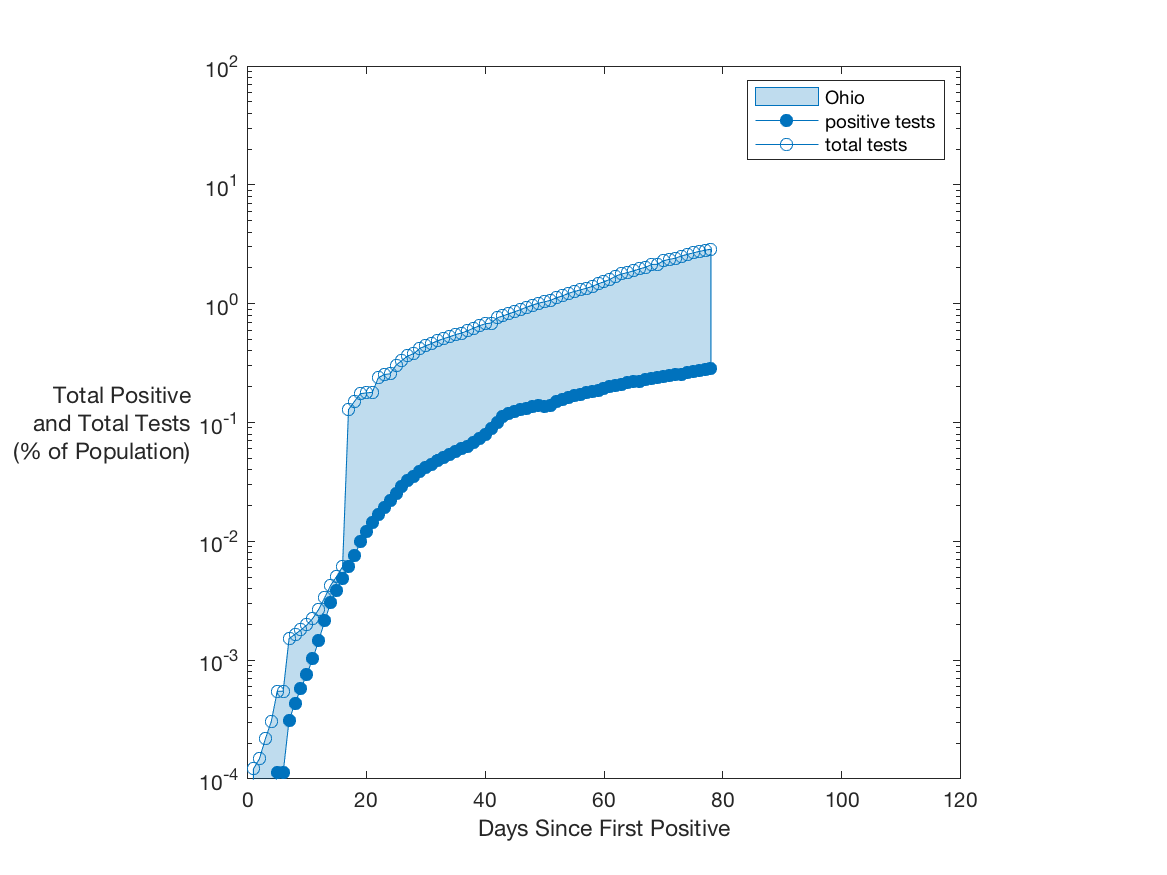 10^2
10^1
10^0
10^-1
10^-2
10^-3
10^-4
Total Positive
and Total Tests
(% of Population)
Ohio
positive tests
total tests
0 20 40 60 80 100 120
Days Since First Positive